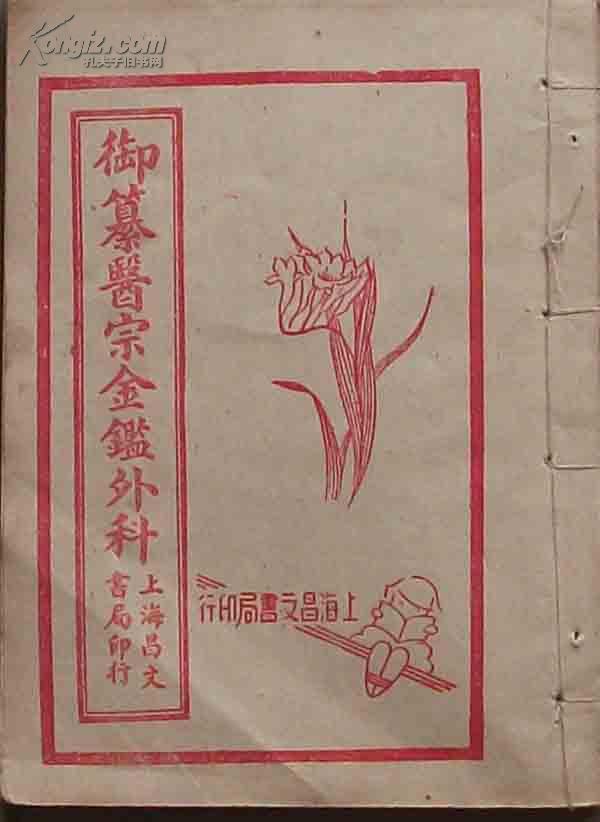 Kongfz.com
孔夫子旧书网
御纂醫宗金鑑外科
上海昌文
書局印行
上海昌文書局印行